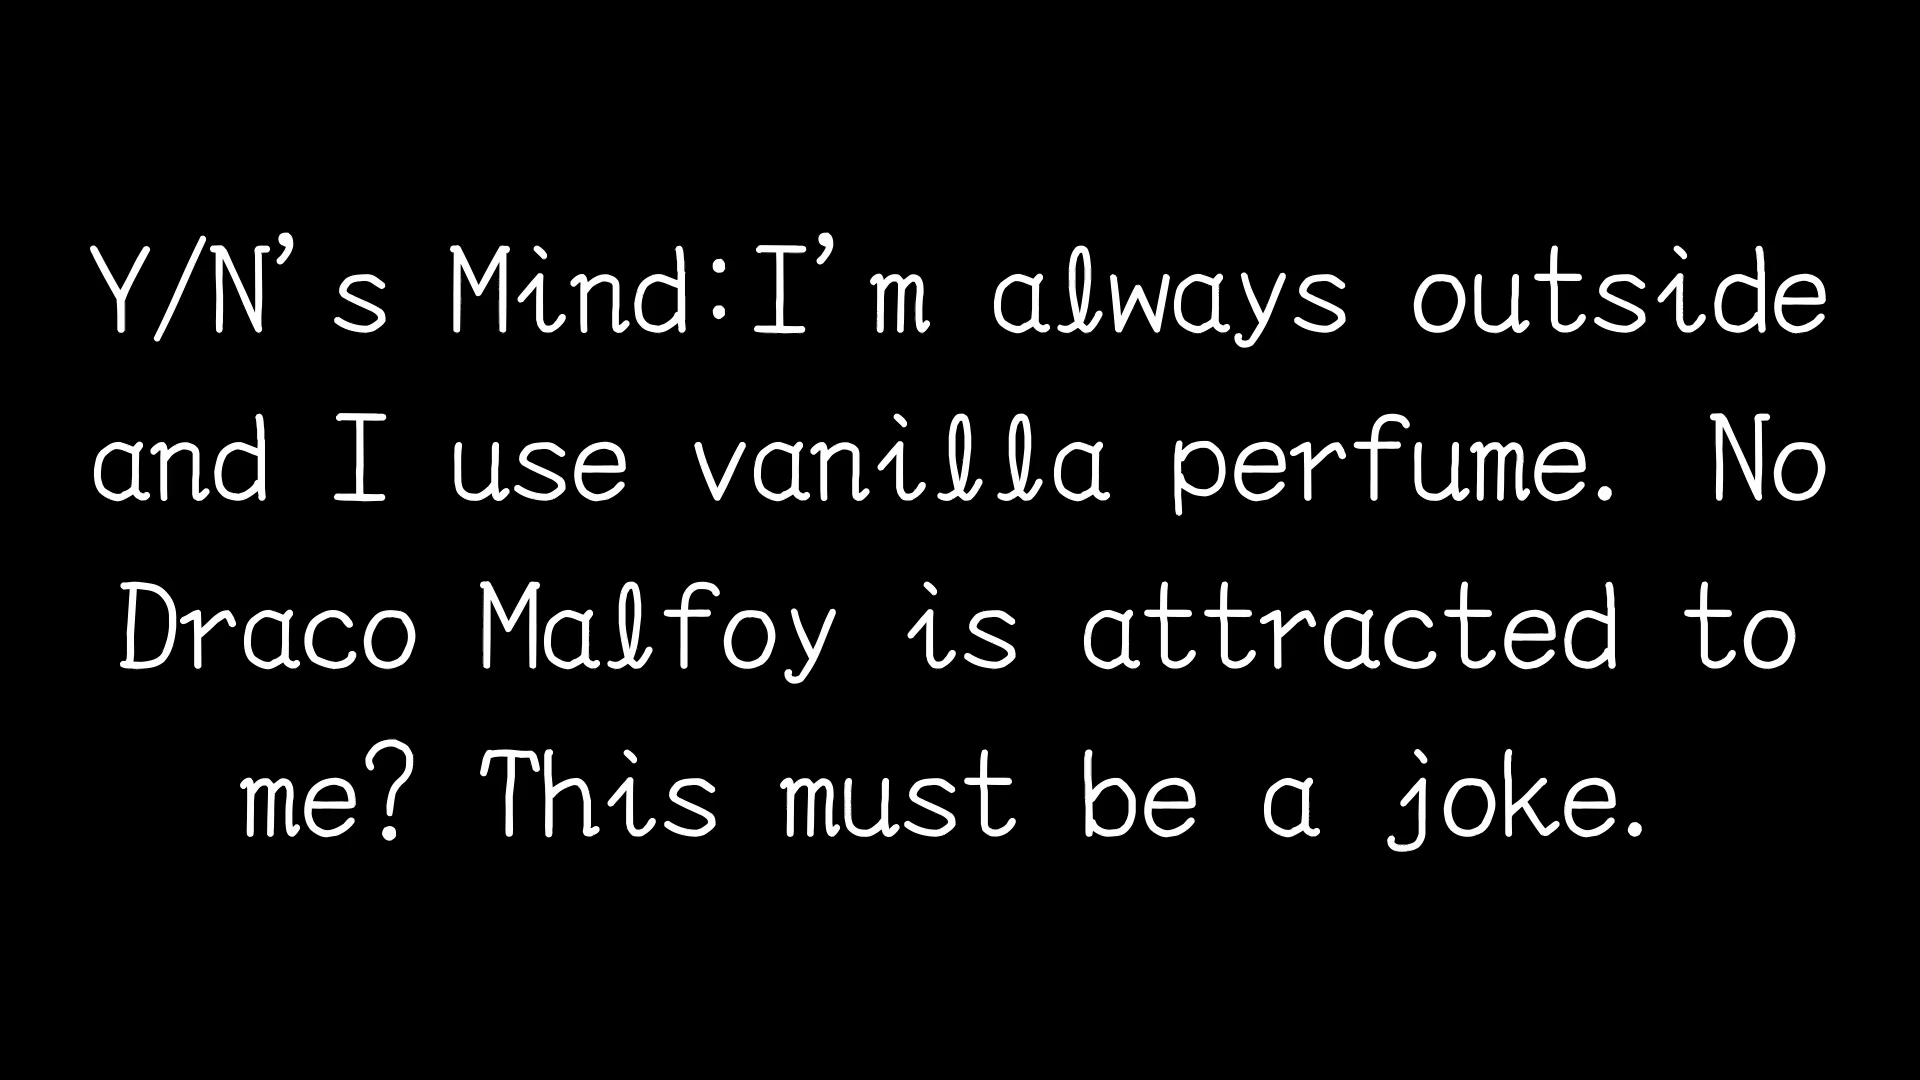 Y/N's Mind:I'm always outside
and I use vanilla perfume. No
Draco Malfoy is attracted to
me? This must be a joke.